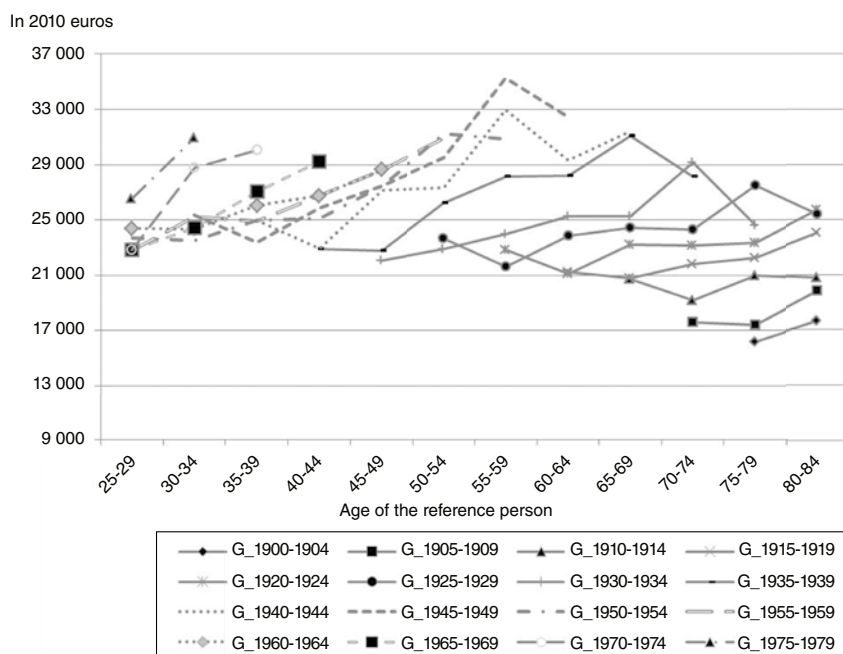 In 2010 euros
37 000
33 000
29 000
25 000
21 000
17 000
13 000
9 000
25-29 30-34 35-39 40-44 45-49 50-54 55-59 60-64 65-69 70-74 75-79 80-84
Age of the reference person
G_1900-1904 G_1905-1909 G_1910-1914 G_1915-1919
G_1920-1924 G_1925-1929 G_1930-1934 G_1935-1939
G_1940-1944 G_1945-1949 G_1950-1954 G_1955-1959
G_1960-1964 G_1965-1969 G_1970-1974 G_1975-1979